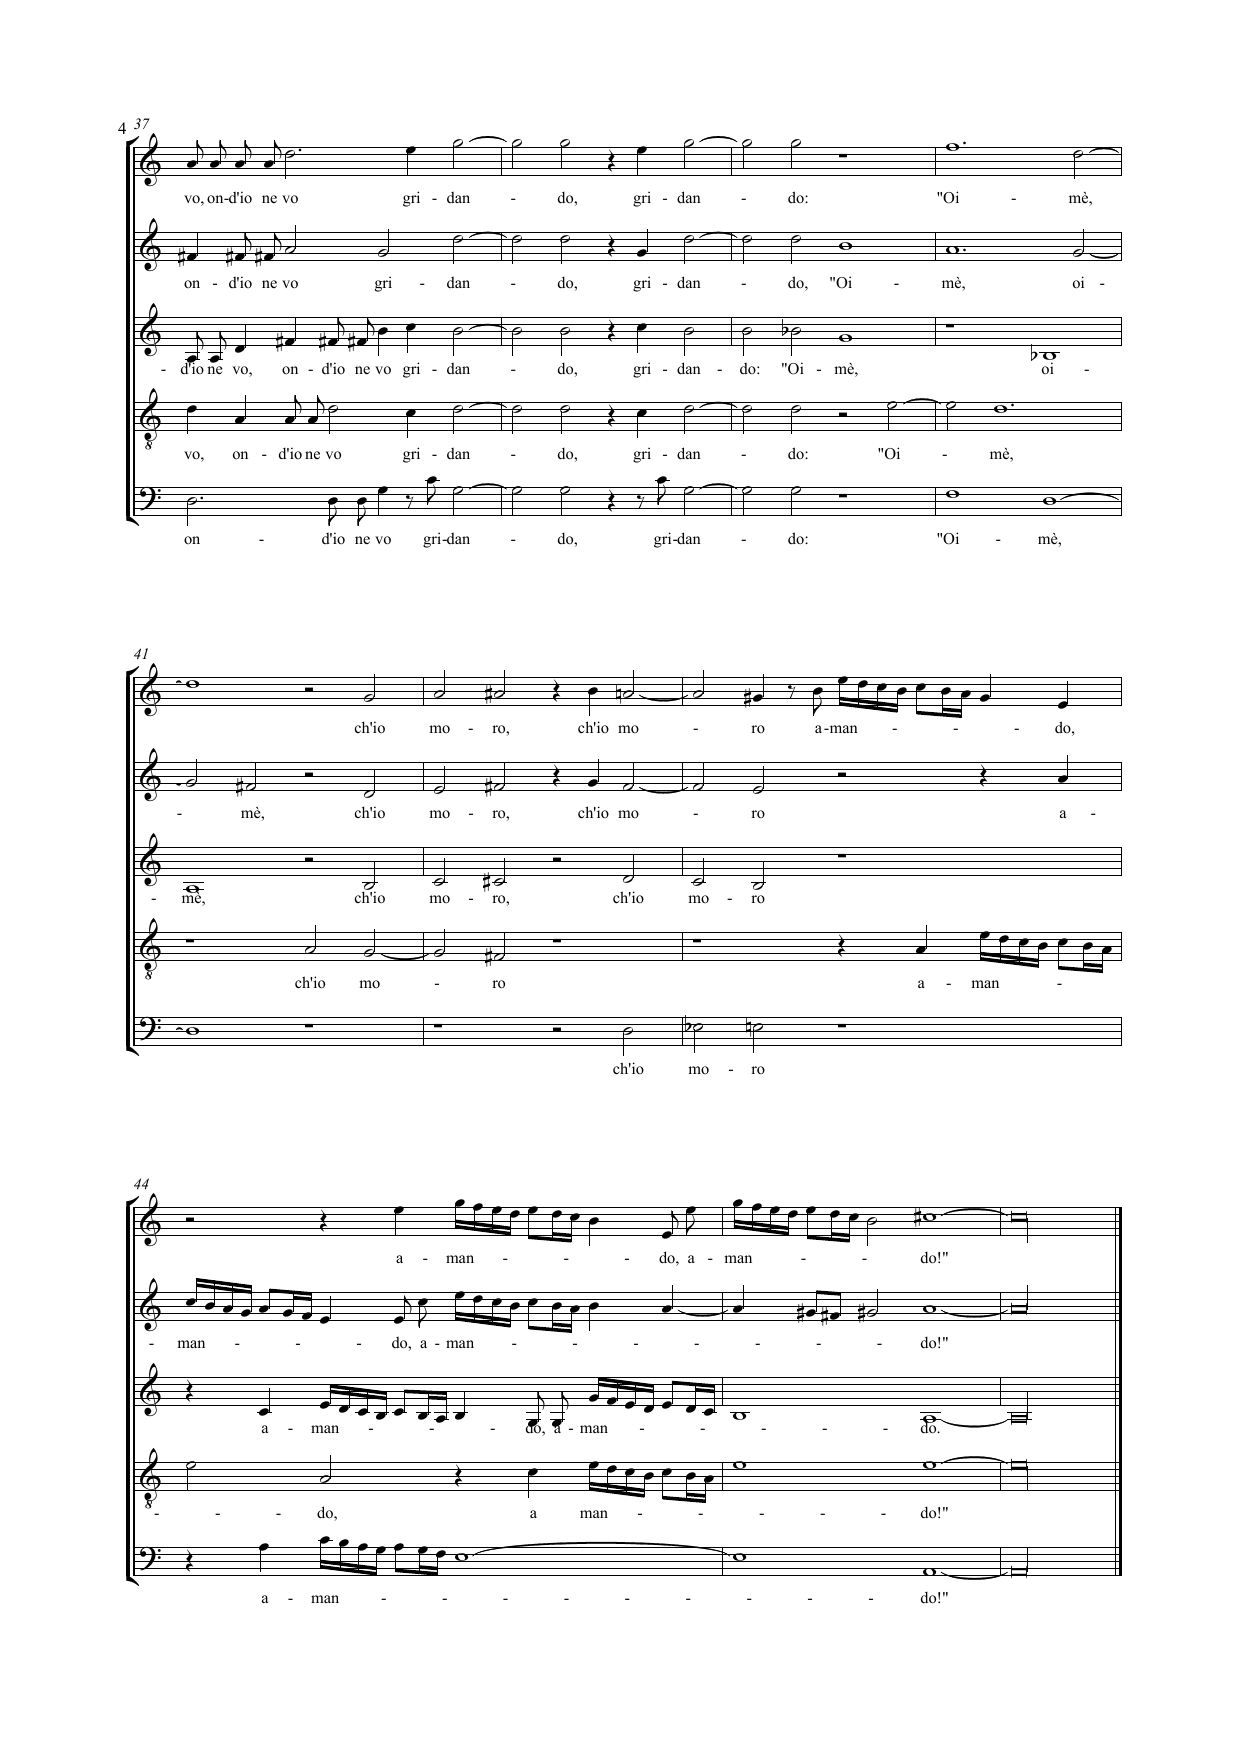 4 37
vo, on-d'io ne vo gri - dan - do, gri - dan - do: "Oi - mè,
on - d'io ne vo gri - dan - do, gri - dan - do, "Oi - mè, oi -
- d'io ne vo, on - d'io ne vo gri - dan - do, gri - dan - do: "Oi - mè, oi -
8
vo, on - d'io ne vo gri - dan - do, gri - dan - do: "Oi - mè,
on - d'io ne vo gri-dan - do, gri-dan - do: "Oi - mè,
41
ch'io mo - ro, ch'io mo - ro a-man - - - - do,
- mè, ch'io mo - ro, ch'io mo - ro a -
- mè, ch'io mo - ro, ch'io mo - ro
8
ch'io mo - ro a - man - -
ch'io mo - ro
44
a - man - - - - do, a - man - - - do!"
- man - - - - do, a - man - - - - - - - do!"
a - man - - - - do, a - man - - - - - - do.
8
- - - do, a man - - - - - - do!"
a - man - - - - - - - - do!"